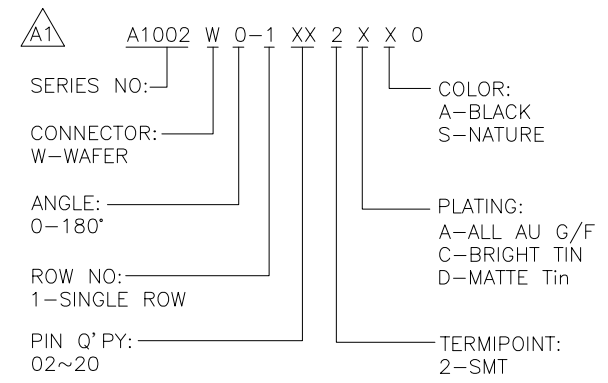 A1
A1002 W 0-1 XX 2 X X 0
SERIES NO:
CONNECTOR:
W-WAFER
ANGLE:
0-180°
ROW NO:
1-SINGLE ROW
PIN Q'PY:
02~20
COLOR:
A-BLACK
S-NATURE
PLATING:
A-ALL AU G/F
C-BRIGHT TIN
D-MATTE Tin
TERMIPOINT:
2-SMT